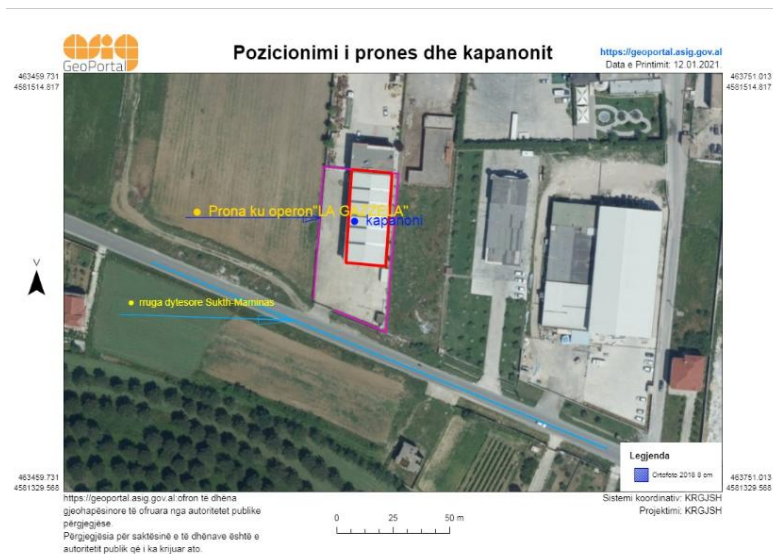 asig
GeoPortal
Pozicionimi i prones dhe kapanonit
https://geoportal.asig.gov.al
Data e Printimit: 12.01.2021.
463459.731
4581514.817
463751.013
4581514.817
Prona ku operon"LA
kapanoni
rruga dytesore Sukth-Maminas
V
Legjenda
Ortofoto 2018 8 cm
463459.731
4581329.568
463751.013
4581329.568
https://geoportal.asig.gov.al ofron të dhëna
gjeohapësinore të ofruara nga autoritetet publike
përgjegjëse.
Përgjegjësia për saktësinë e të dhënave është e
autoritetit publik që i ka krijuar ato.
0 25 50 m
Sistemi koordinativ: KRGJSH
Projektimi: KRGJSH